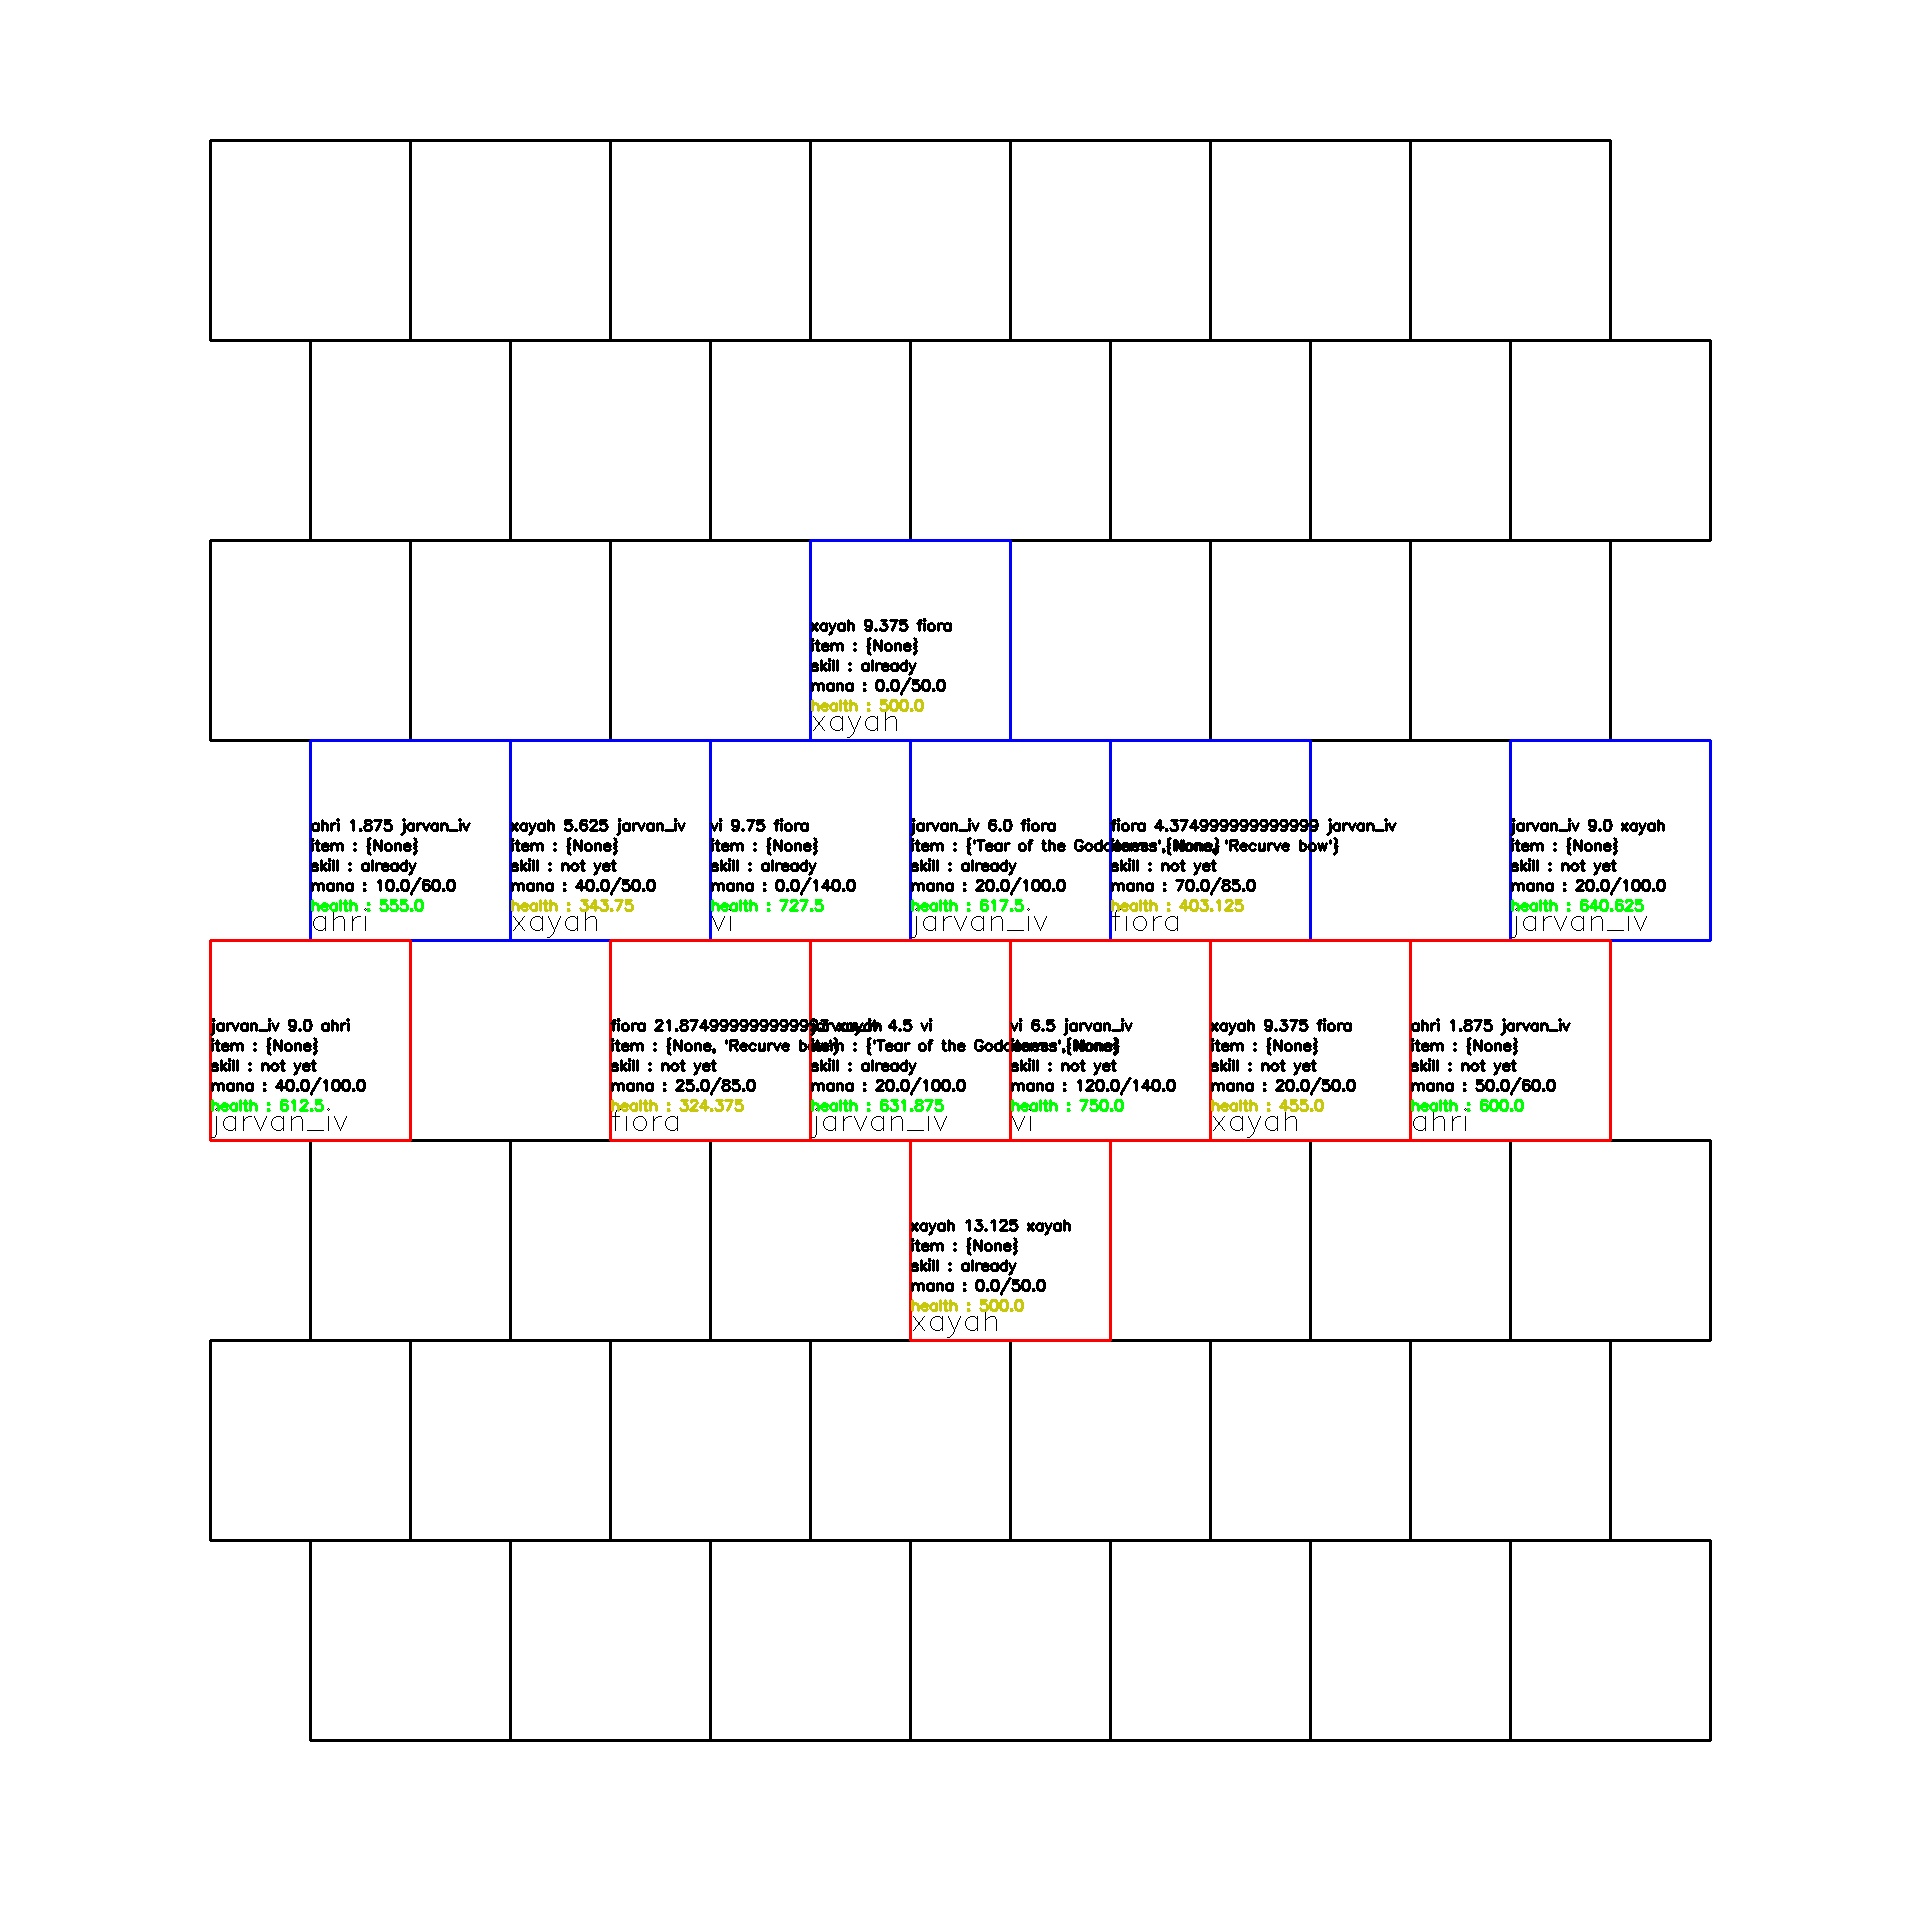 xayah 9.375 fiora
item : {None}
skill : already
mana : 0.0/50.0
health : 500.0
xayah
ahri 1.875 jarvan_iv
item : {None}
skill : already
mana : 10.0/60.0
health : 555.0
ahri
xayah 5.625 jarvan_iv
item : {None}
skill : not yet
mana : 40.0/50.0
health : 343.75
xayah
vi 9.75 fiora
item : {None}
skill : already
mana : 0.0/140.0
health : 727.5
vi
jarvan_iv 6.0 fiora
item : {'Tear of the Goddess', None}
skill : already
mana : 20.0/100.0
health : 617.5
jarvan_iv
fiora 4.374999999999999 jarvan_iv
item : {None, 'Recurve bow'}
skill : not yet
mana : 70.0/85.0
health : 403.125
fiora
jarvan_iv 9.0 xayah
item : {None}
skill : not yet
mana : 20.0/100.0
health : 640.625
jarvan_iv
jarvan_iv 9.0 ahri
item : {None}
skill : not yet
mana : 40.0/100.0
health : 612.5
jarvan_iv
fiora xayah
item : {None, 'Recurve bow'}
skill : not yet
mana : 25.0/85.0
health : 324.375
fiora
jarvan_iv 4.5 vi
item : {'Tear of the Goddess', None}
skill : already
mana : 20.0/100.0
health : 631.875
jarvan_iv
vi 6.5 jarvan_iv
item : {None}
skill : not yet
mana : 120.0/140.0
health : 750.0
vi
xayah 9.375 fiora
item : {None}
skill : not yet
mana : 20.0/50.0
health : 455.0
xayah
ahri 1.875 jarvan_iv
item : {None}
skill : not yet
mana : 50.0/60.0
health : 600.0
ahri
xayah 13.125 xayah
item : {None}
skill : already
mana : 0.0/50.0
health : 500.0
xayah